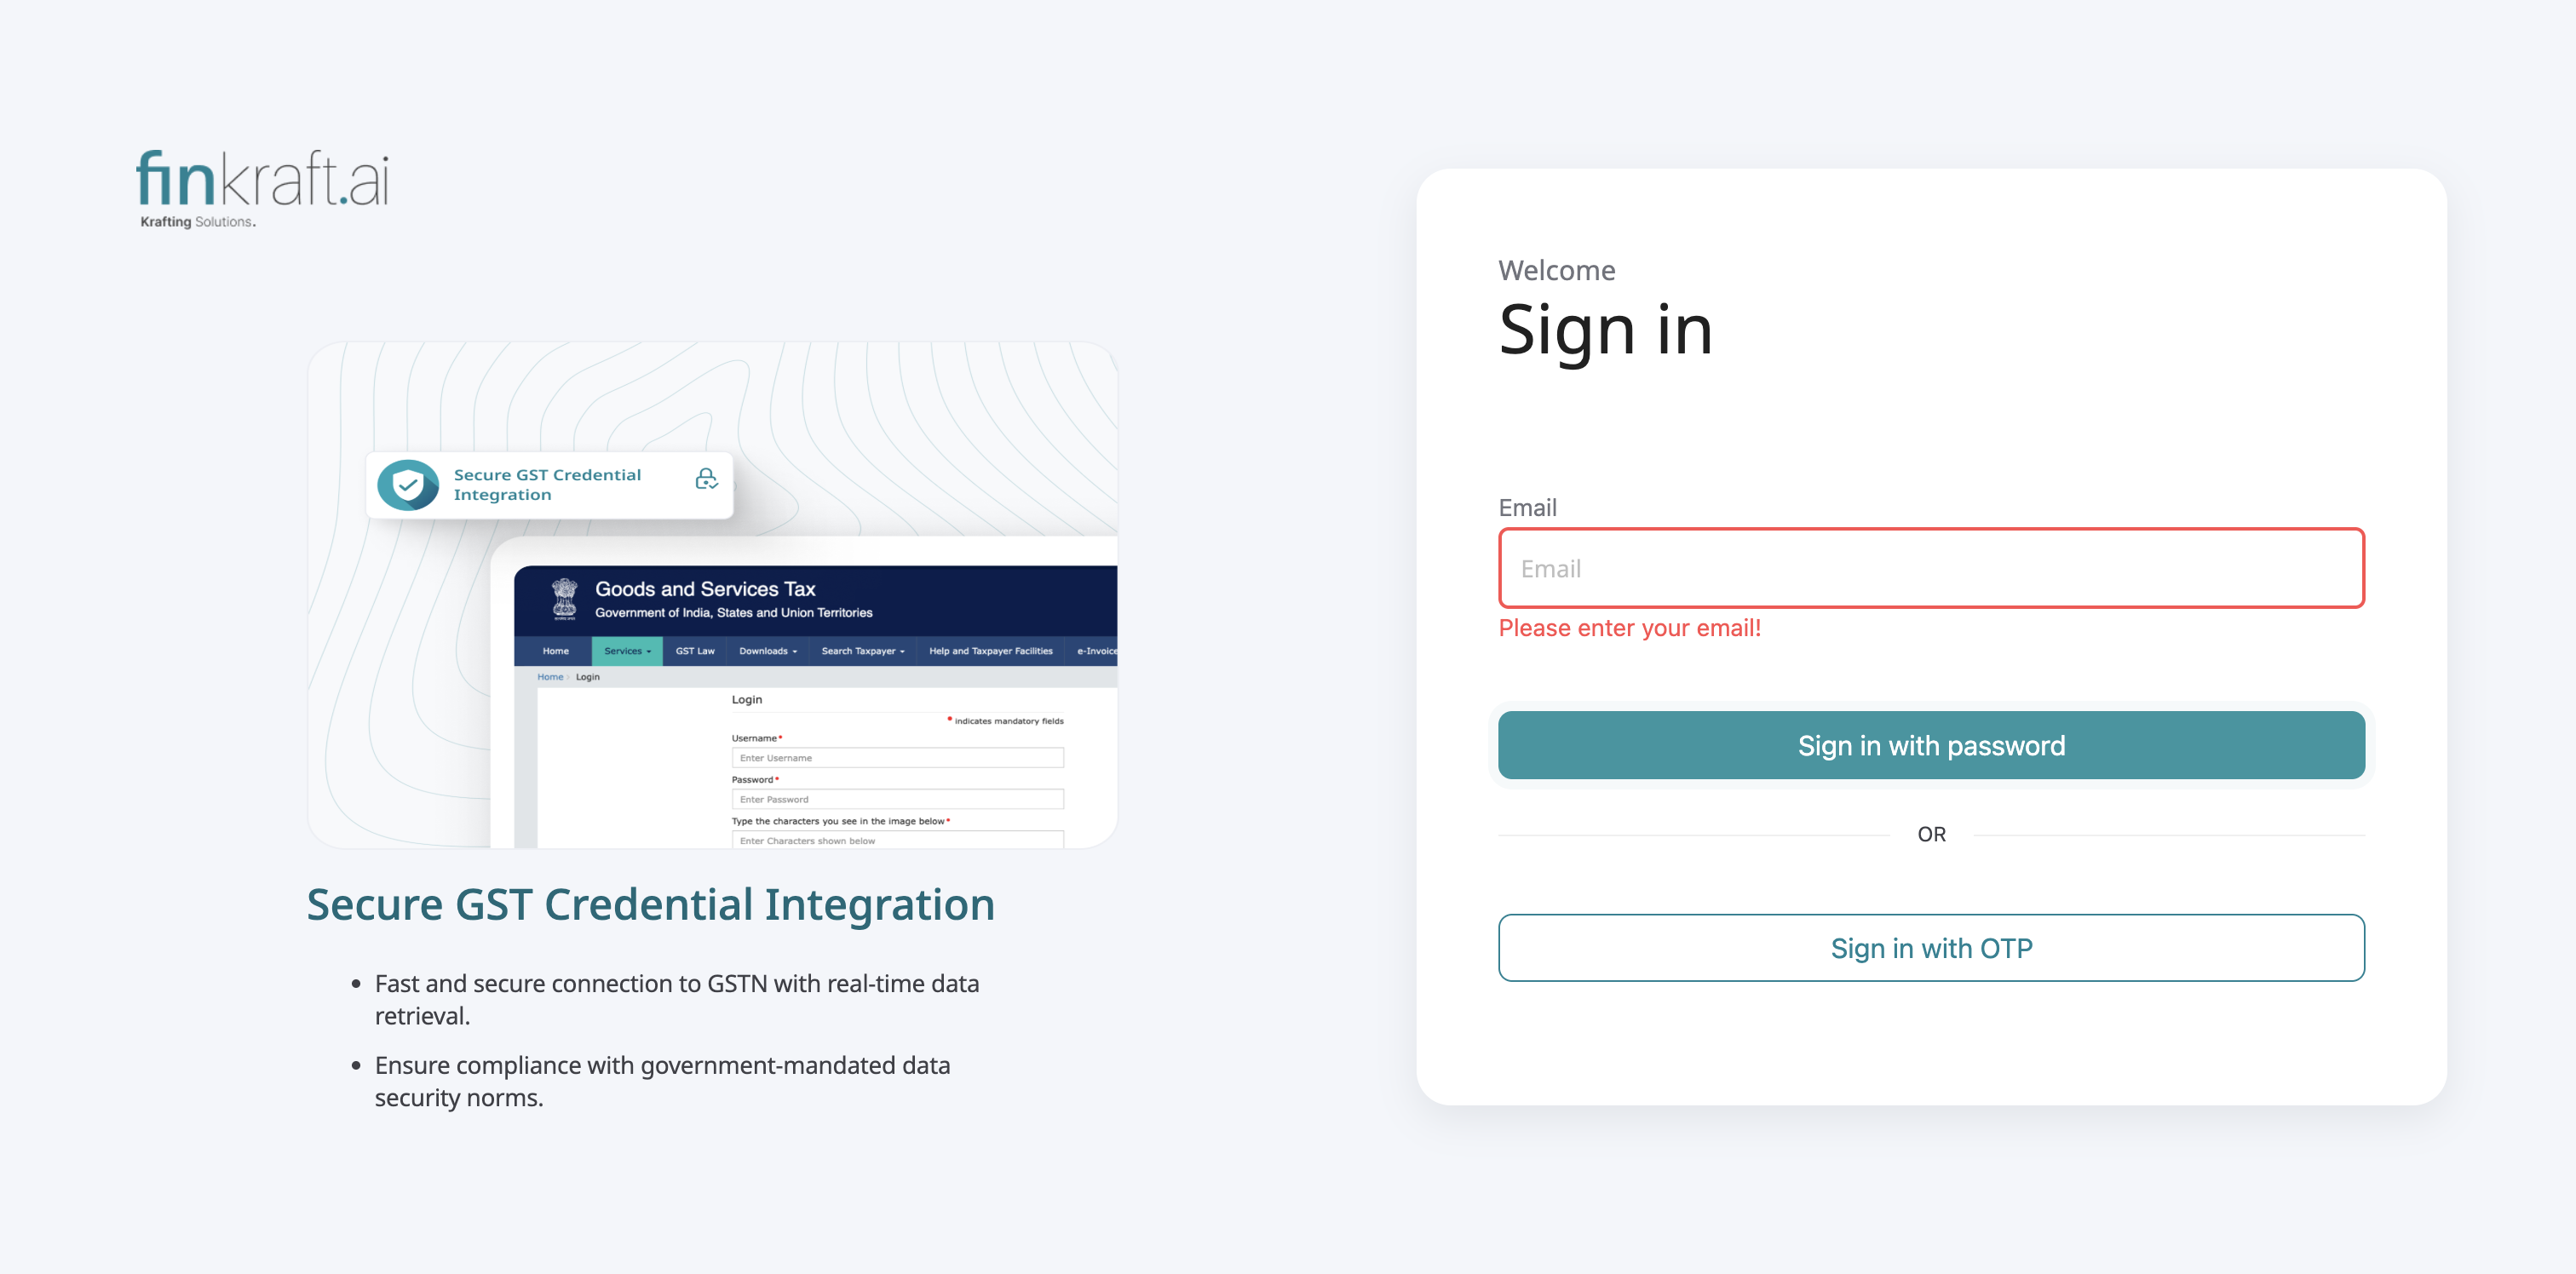 finkraft.ai
Krafting Solutions.
Secure GST Credential
Integration
Goods and Services Tax
Government of India, States and Union Territories
Home Services GST Law Downloads Search Taxpayer Help and Taxpayer Facilities e-Invoice
Home > Login
Login
* indicates mandatory fields
Username*
Enter Username
Password*
Enter Password
Type the characters you see in the image below*
Enter Characters shown below
Secure GST Credential Integration
• Fast and secure connection to GSTN with real-time data
retrieval.
• Ensure compliance with government-mandated data
security norms.
Welcome
Sign in
Email
Email
Please enter your email!
Sign in with password
OR
Sign in with OTP